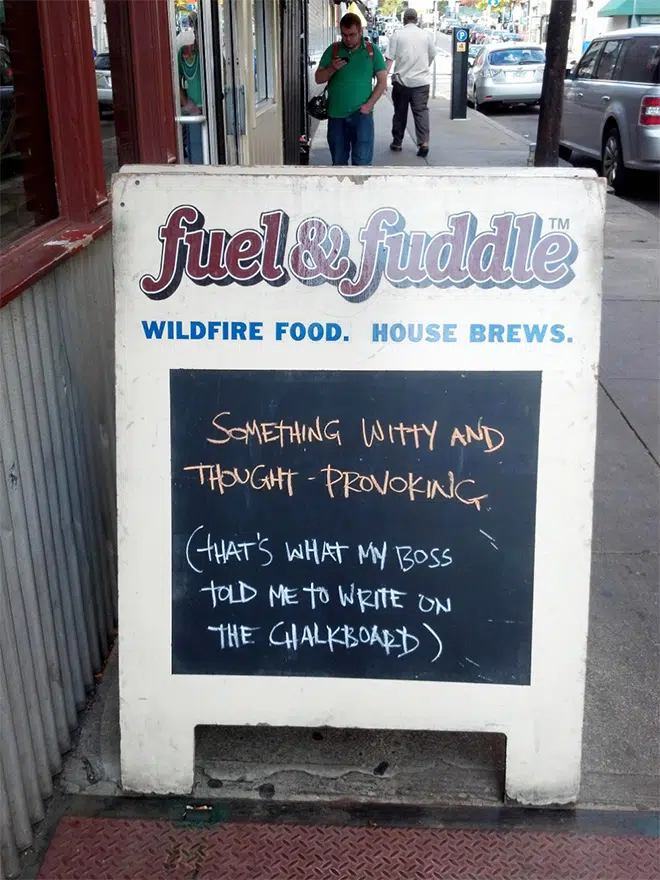 P
fuel & fuddle™
WILDFIRE FOOD. HOUSE BREWS.
SOMETHING WITTY AND
THOUGHT-PROVOKING
(THAT'S WHAT MY BOSS
TOLD ME TO WRITE ON
THE CHALKBOARD)